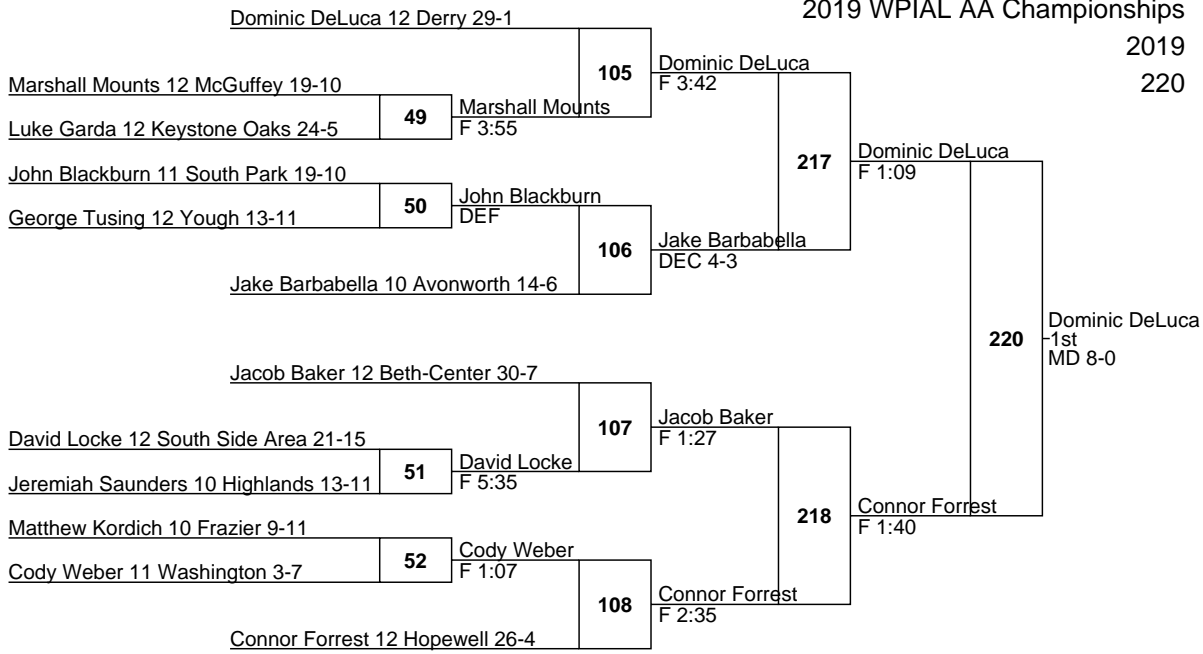 2019 WPIAL AA Championships
2019
220
Dominic DeLuca 12 Derry 29-1
105
Dominic DeLuca
F 3:42
Marshall Mounts 12 McGuffey 19-10
49
Marshall Mounts
F 3:55
Luke Garda 12 Keystone Oaks 24-5
217
Dominic DeLuca
F 1:09
John Blackburn 11 South Park 19-10
50
John Blackburn
DEF
George Tusing 12 Yough 13-11
106
Jake Barbabella
DEC 4-3
Jake Barbabella 10 Avonworth 14-6
220
Dominic DeLuca
1st
MD 8-0
Jacob Baker 12 Beth-Center 30-7
107
Jacob Baker
F 1:27
David Locke 12 South Side Area 21-15
51
David Locke
F 5:35
Jeremiah Saunders 10 Highlands 13-11
218
Connor Forrest
F 1:40
Matthew Kordich 10 Frazier 9-11
52
Cody Weber
F 1:07
Cody Weber 11 Washington 3-7
108
Connor Forrest
F 2:35
Connor Forrest 12 Hopewell 26-4